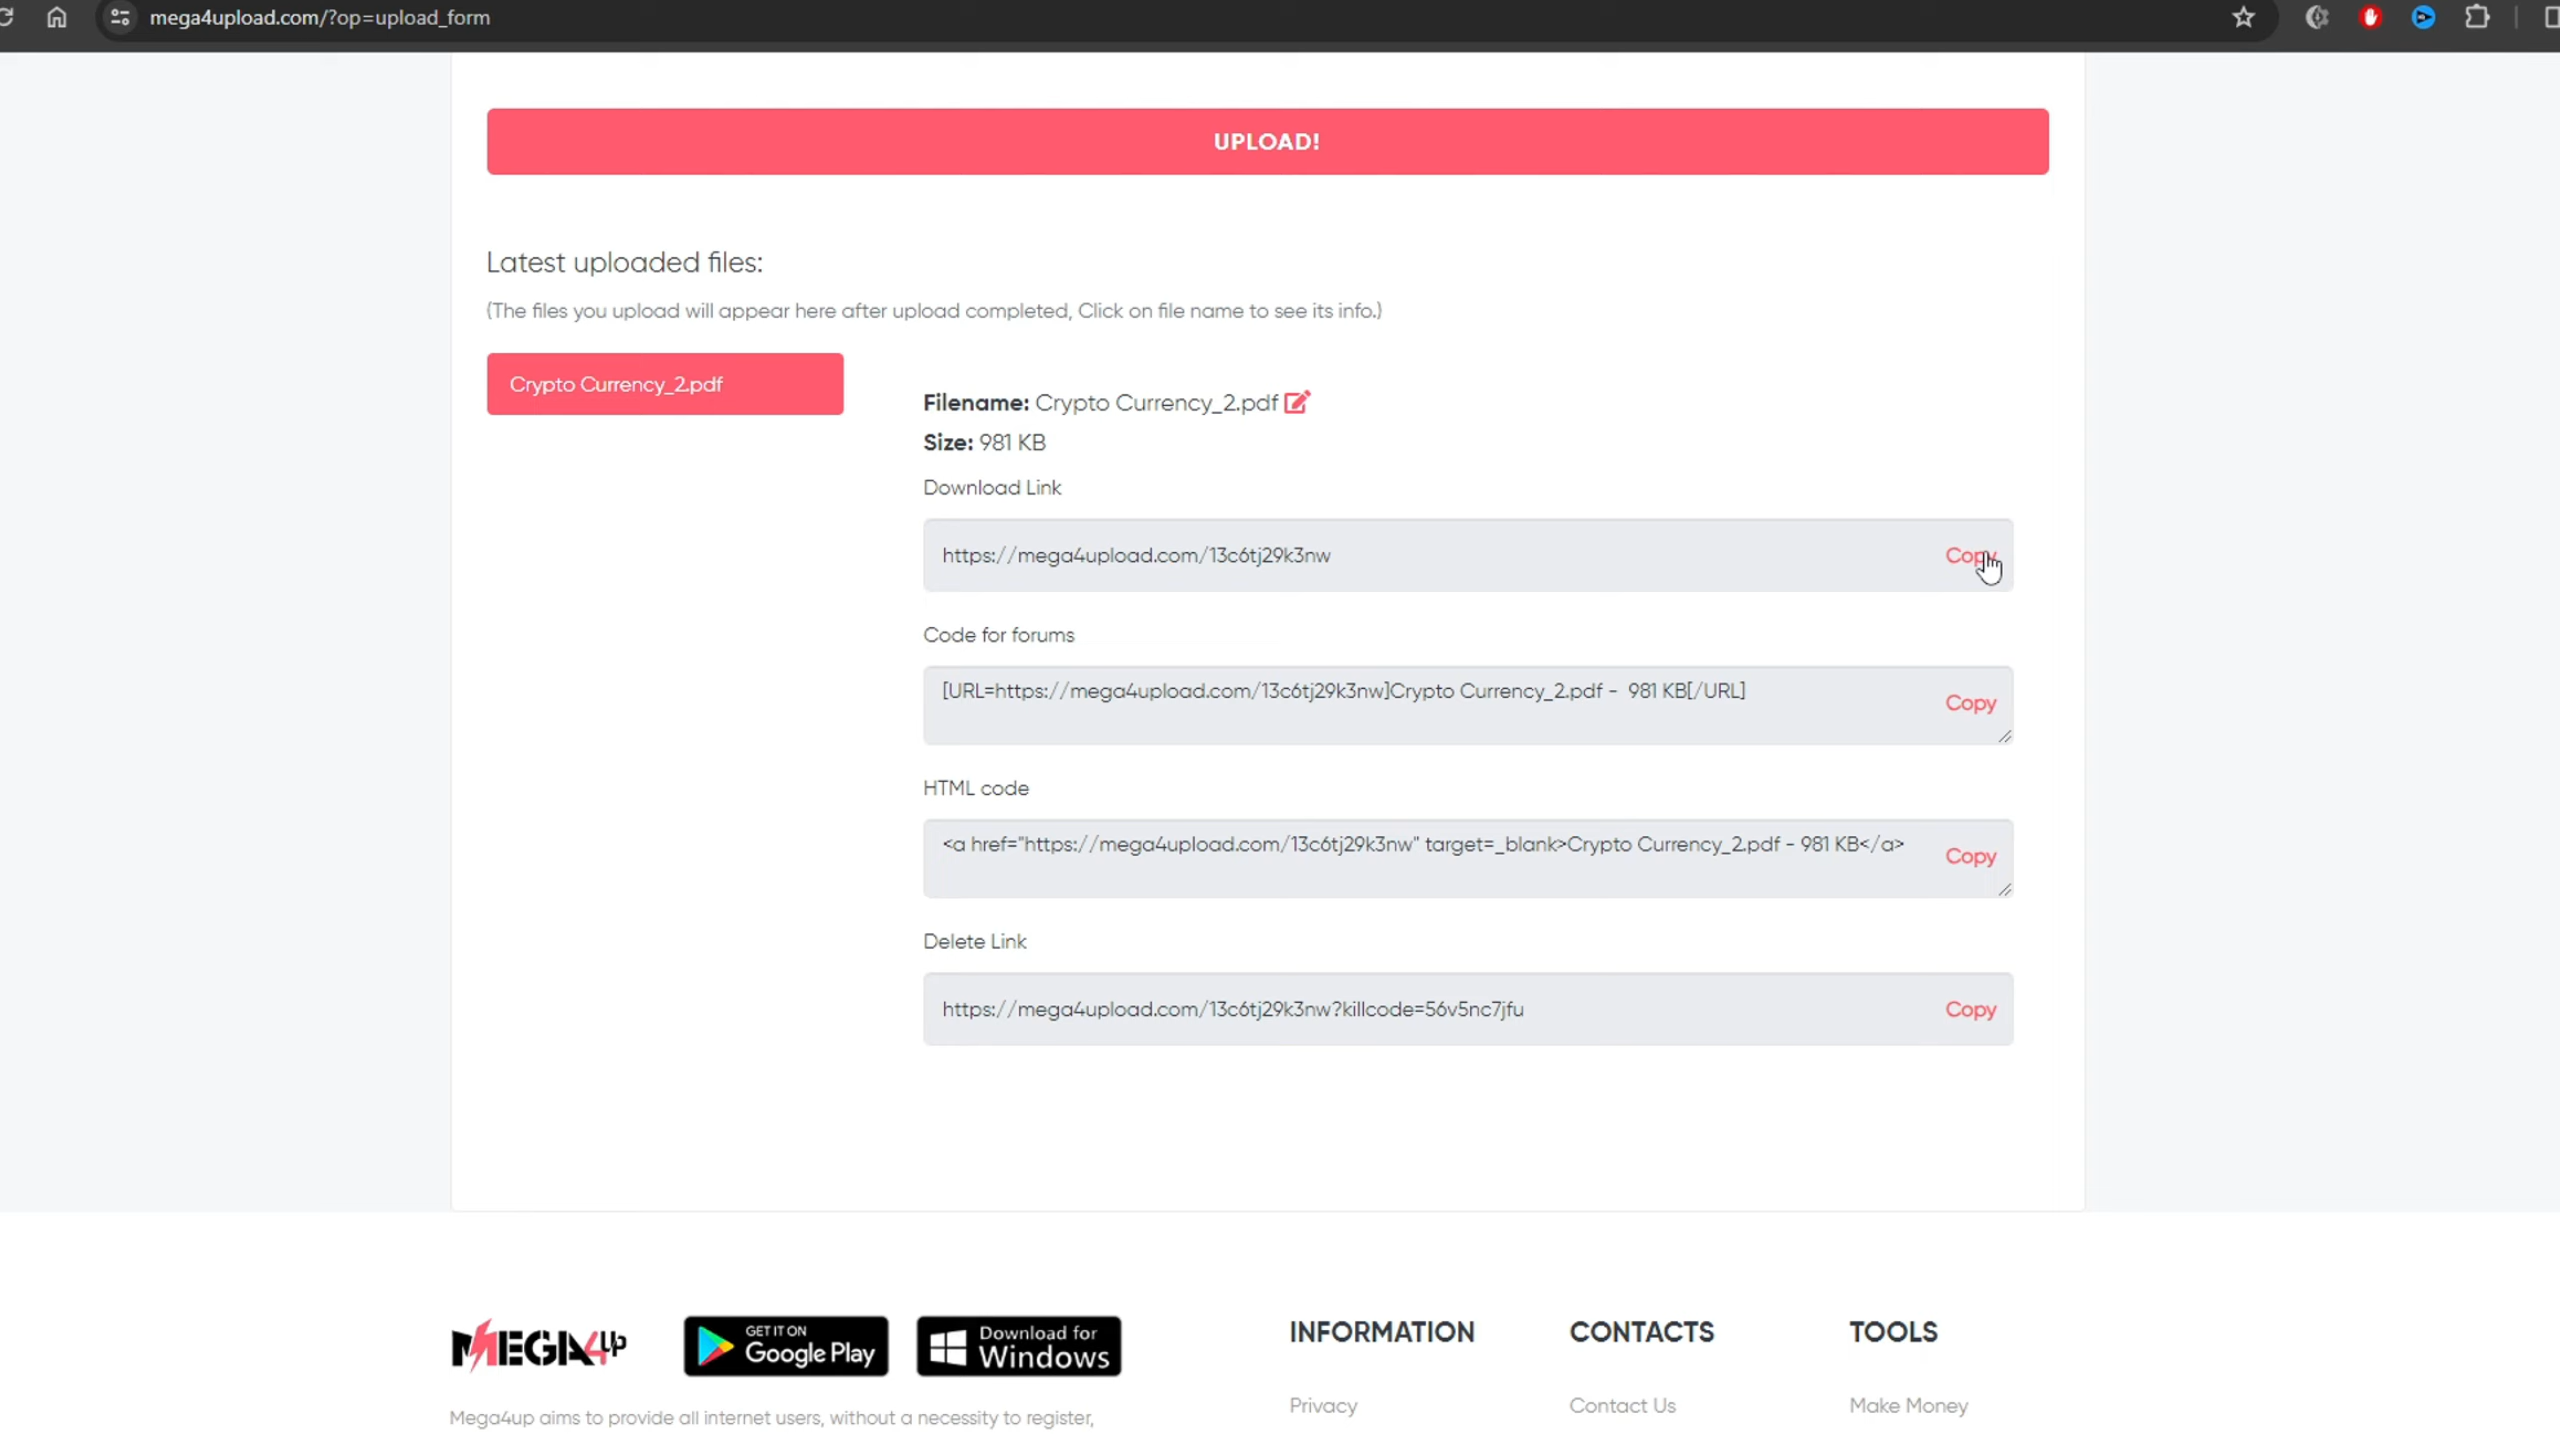 mega4upload.com/?op=upload_form
UPLOAD!
Latest uploaded files:
(The files you upload will appear here after upload completed, Click on file name to see its info.)
Crypto Currency_2.pdf
Filename: Crypto Currency_2.pdf
Size: 981 KB
Download Link
https://mega4upload.com/13c6tj29k3nw
Copy
Code for forums
[URL=https://mega4upload.com/13c6tj29k3nw]Crypto Currency_2.pdf -  981 KB[/URL]
Copy
HTML code
<a href="https://mega4upload.com/13c6tj29k3nw" target=_blank>Crypto Currency_2.pdf - 981 KB</a>
Copy
Delete Link
https://mega4upload.com/13c6tj29k3nw?killcode=56v5nc7jfu
Copy
MEGA4UP
GET IT ON
Google Play
Download for
Windows
INFORMATION
CONTACTS
TOOLS
Privacy
Contact Us
Make Money
Mega4up aims to provide all internet users, without a necessity to register,